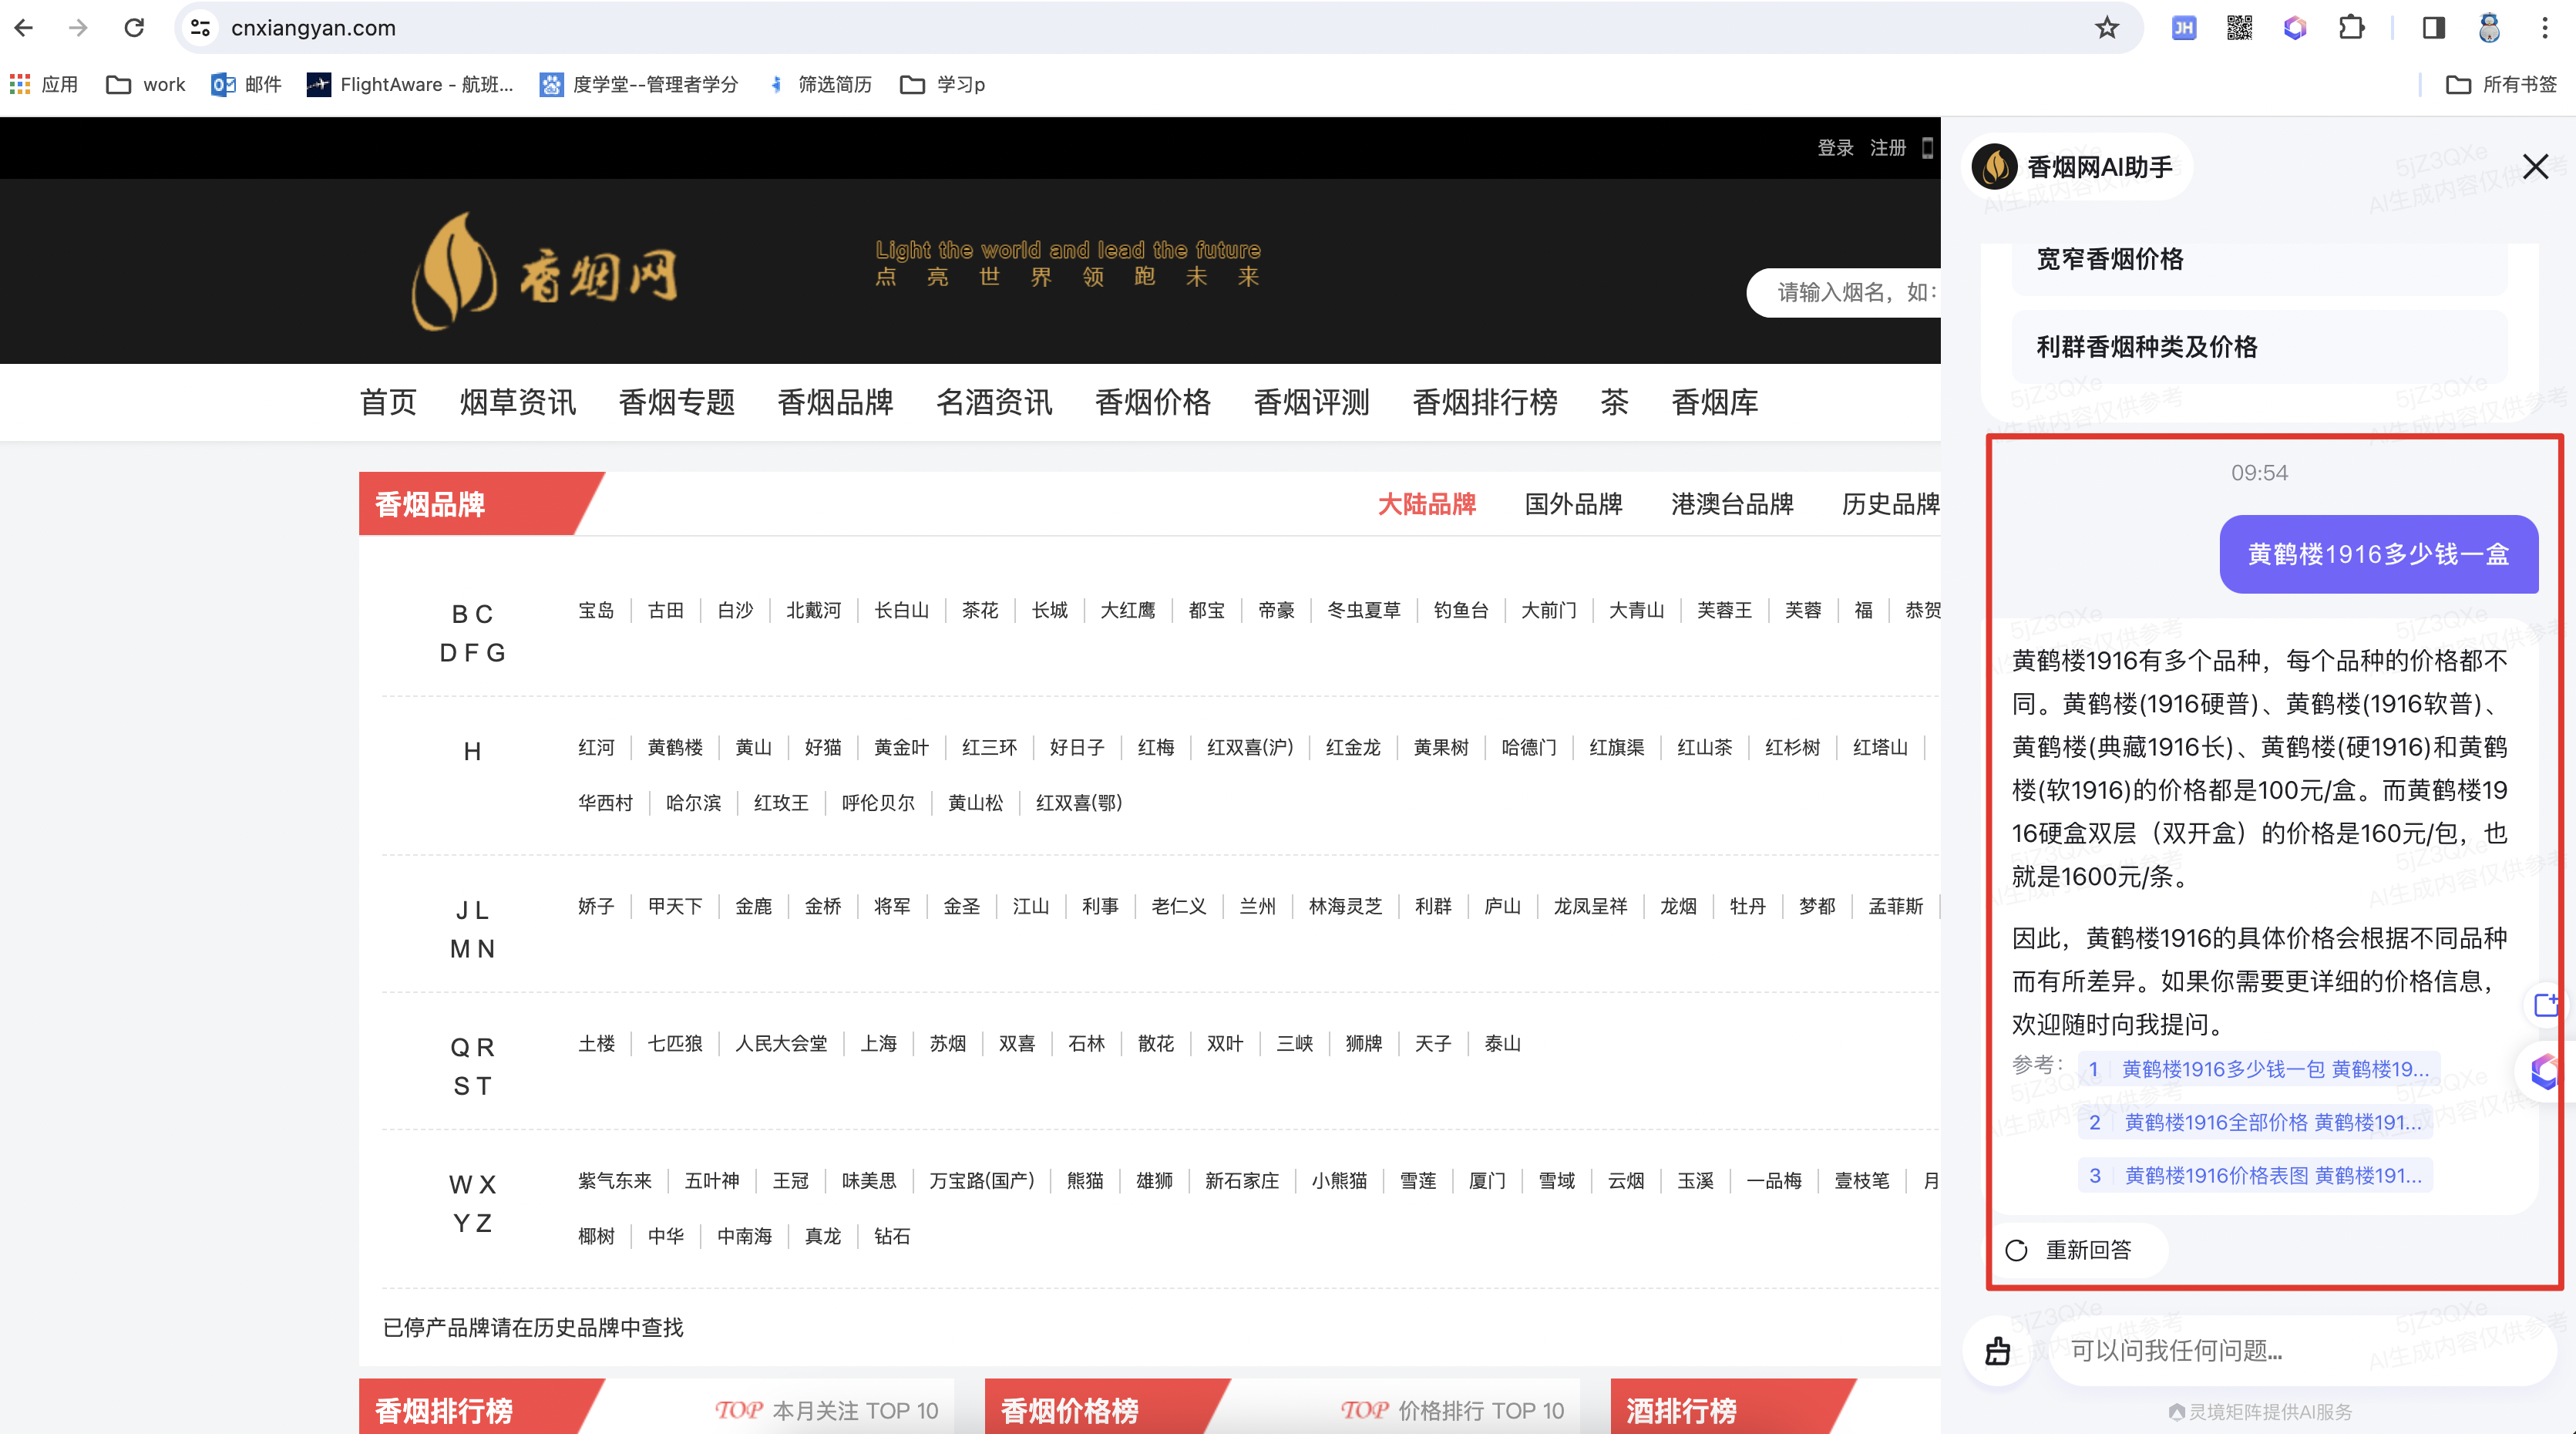 cnxiangyan.com
应用 work 邮件 FlightAware - 航班... 度学堂--管理者学分 筛选简历 学习p 所有书签
登录 注册
香烟网
Light the world and lead the future
点亮世界领跑未来
请输入烟名，如：
首页 烟草资讯 香烟专题 香烟品牌 名酒资讯 香烟价格 香烟评测 香烟排行榜 茶 香烟库
香烟品牌 大陆品牌 国外品牌 港澳台品牌 历史品牌
B C
D F G
宝岛 古田 白沙 北戴河 长白山 茶花 长城 大红鹰 都宝 帝豪 冬虫夏草 钓鱼台 大前门 大青山 芙蓉王 芙蓉 福 恭贺
H
红河 黄鹤楼 黄山 好猫 黄金叶 红三环 好日子 红梅 红双喜(沪) 红金龙 黄果树 哈德门 红旗渠 红山茶 红杉树 红塔山
华西村 哈尔滨 红玫王 呼伦贝尔 黄山松 红双喜(鄂)
J L
M N
娇子 甲天下 金鹿 金桥 将军 金圣 江山 利事 老仁义 兰州 林海灵芝 利群 庐山 龙凤呈祥 龙烟 牡丹 梦都 孟菲斯
Q R
S T
土楼 七匹狼 人民大会堂 上海 苏烟 双喜 石林 散花 双叶 三峡 狮牌 天子 泰山
W X
Y Z
紫气东来 五叶神 王冠 味美思 万宝路(国产) 熊猫 雄狮 新石家庄 小熊猫 雪莲 厦门 雪域 云烟 玉溪 一品梅 壹枝笔 月
椰树 中华 中南海 真龙 钻石
已停产品牌请在历史品牌中查找
香烟排行榜 TOP 本月关注 TOP 10
香烟价格榜 TOP 价格排行 TOP 10
酒排行榜
香烟网AI助手
宽窄香烟价格
利群香烟种类及价格
09:54
黄鹤楼1916多少钱一盒
黄鹤楼1916有多个品种，每个品种的价格都不
同。黄鹤楼(1916硬普)、黄鹤楼(1916软普)、
黄鹤楼(典藏1916长)、黄鹤楼(硬1916)和黄鹤
楼(软1916)的价格都是100元/盒。而黄鹤楼19
16硬盒双层（双开盒）的价格是160元/包，也
就是1600元/条。
因此，黄鹤楼1916的具体价格会根据不同品种
而有所差异。如果你需要更详细的价格信息，
欢迎随时向我提问。
参考： 1 黄鹤楼1916多少钱一包 黄鹤楼19...
2 黄鹤楼1916全部价格 黄鹤楼191...
3 黄鹤楼1916价格表图 黄鹤楼191...
重新回答
可以问我任何问题...
灵境矩阵提供AI服务
5jZ3QXe
AI生成内容仅供参考